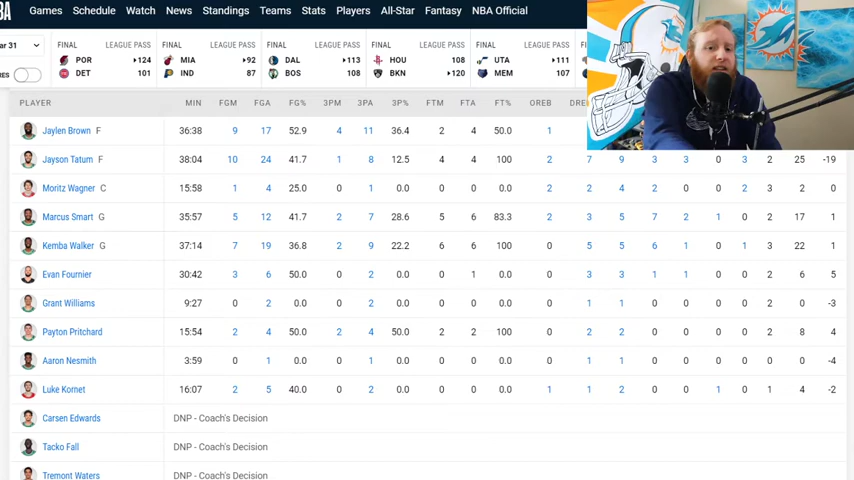 BA Games Schedule Watch News Standings Teams Stats Players All-Star Fantasy NBA Official
ar 31 FINAL LEAGUE PASS FINAL LEAGUE PASS FINAL LEAGUE PASS FINAL LEAGUE PASS FINAL LEAGUE PASS
POR 124 MIA 92 DAL 113 HOU 108 UTA 111
RES DET 101 IND 87 BOS 108 BKN 120 MEM 107
PLAYER MIN FGM FGA FG% 3PM 3PA 3P% FTM FTA FT% OREB DRE
Jaylen Brown F 36:38 9 17 52.9 4 11 36.4 2 4 50.0 1
Jayson Tatum F 38:04 10 24 41.7 1 8 12.5 4 4 100 2 7 9 3 3 0 3 2 25 -19
Moritz Wagner C 15:58 1 4 25.0 0 1 0.0 0 0 0.0 2 2 4 2 0 0 2 3 2 0
Marcus Smart G 35:57 5 12 41.7 2 7 28.6 5 6 83.3 2 3 5 7 2 1 0 2 17 1
Kemba Walker G 37:14 7 19 36.8 2 9 22.2 6 6 100 0 5 5 6 1 0 1 3 22 1
Evan Fournier 30:42 3 6 50.0 0 2 0.0 0 1 0.0 0 3 3 1 1 0 0 2 6 5
Grant Williams 9:27 0 2 0.0 0 2 0.0 0 0 0.0 0 1 1 0 0 0 0 2 0 -3
Payton Pritchard 15:54 2 4 50.0 2 4 50.0 2 2 100 0 2 2 0 0 0 0 2 8 4
Aaron Nesmith 3:59 0 1 0.0 0 1 0.0 0 0 0.0 0 1 1 0 0 0 0 0 0 -4
Luke Kornet 16:07 2 5 40.0 0 2 0.0 0 0 0.0 1 1 2 0 0 1 0 1 4 -2
Carsen Edwards DNP - Coach's Decision
Tacko Fall DNP - Coach's Decision
Tremont Waters DNP - Coach's Decision